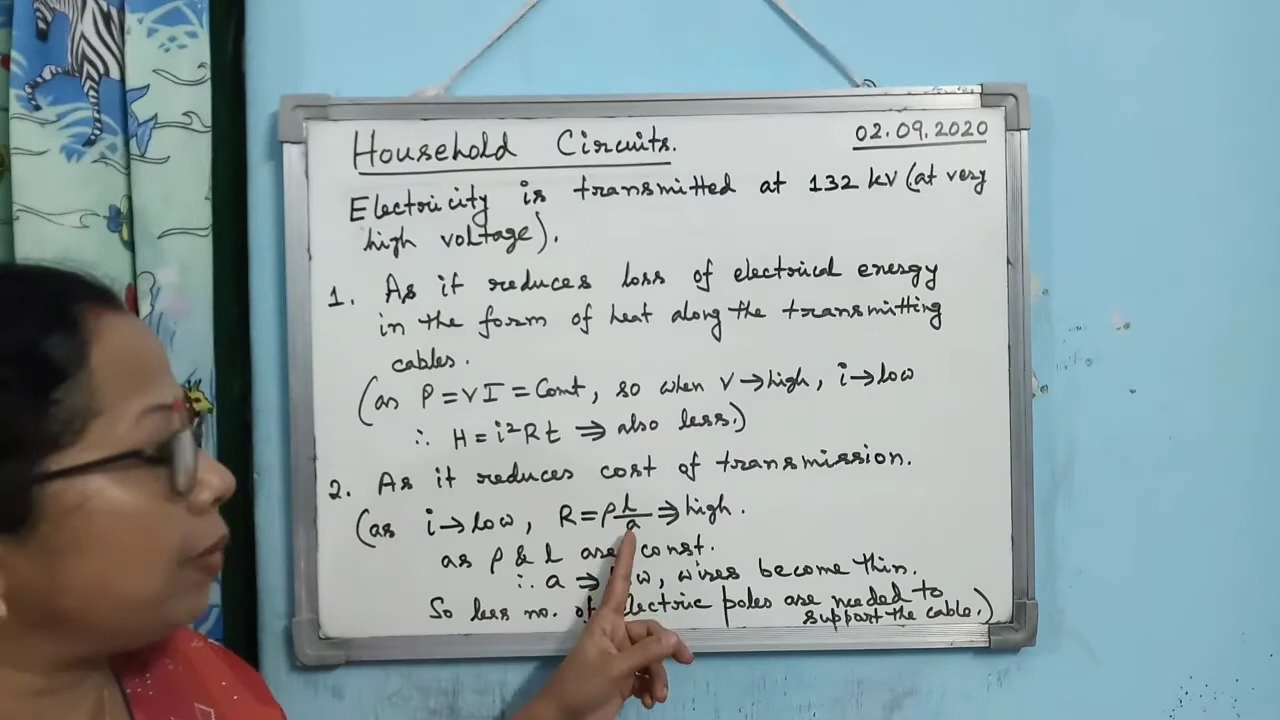 Household Circuits. 02.09.2020
Electricity is transmitted at 132 kV (at very
high voltage).
1. As it reduces loss of electrical energy
in the form of heat along the transmitting
cables.
(as P = VI = Const, so when V → high, i → low
∴ H = i²Rt ⇒ also less.)
2. As it reduces cost of transmission.
(as i → low, R = ρ L/a ⇒ high.
as ρ & L are const.
∴ a ⇒ low, wires become thin.
So less no. of electric poles are needed to
support the cable.)